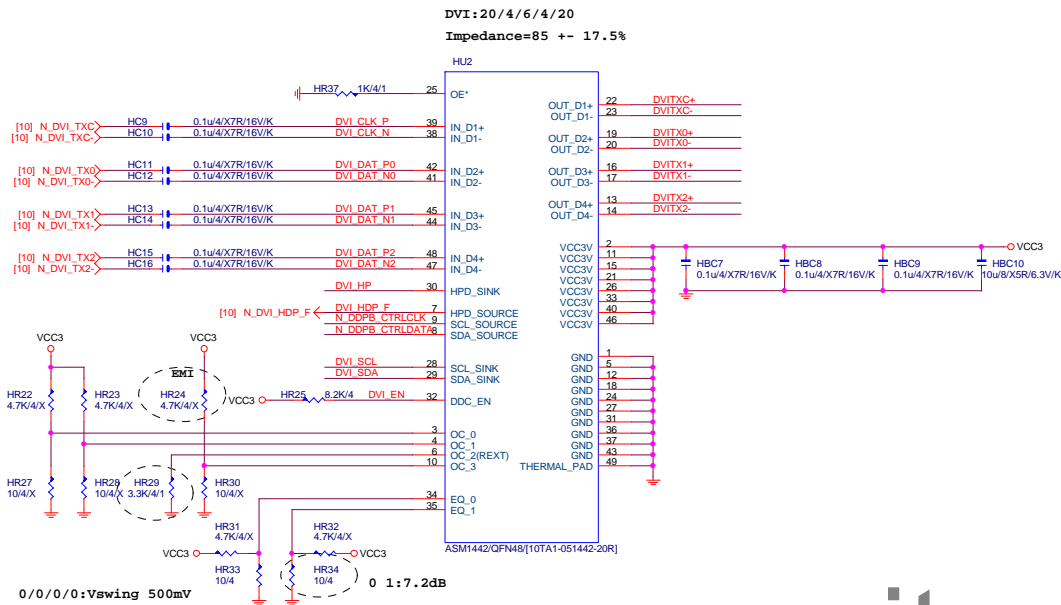 DVI:20/4/6/4/20
Impedance=85 +- 17.5%
HU2
HR37 1K/4/1 25 OE*
22 OUT_D1+ DVITXC+
23 OUT_D1- DVITXC-
[10] N_DVI_TXC HC9 0.1u/4/X7R/16V/K DVI_CLK_P 39 IN_D1+
[10] N_DVI_TXC- HC10 0.1u/4/X7R/16V/K DVI_CLK_N 38 IN_D1-
OUT_D2+ 19 DVITX0+
OUT_D2- 20 DVITX0-
[10] N_DVI_TX0 HC11 0.1u/4/X7R/16V/K DVI_DAT_P0 42 IN_D2+
[10] N_DVI_TX0- HC12 0.1u/4/X7R/16V/K DVI_DAT_N0 41 IN_D2-
OUT_D3+ 16 DVITX1+
OUT_D3- 17 DVITX1-
[10] N_DVI_TX1 HC13 0.1u/4/X7R/16V/K DVI_DAT_P1 45 IN_D3+
[10] N_DVI_TX1- HC14 0.1u/4/X7R/16V/K DVI_DAT_N1 44 IN_D3-
OUT_D4+ 13 DVITX2+
OUT_D4- 14 DVITX2-
[10] N_DVI_TX2 HC15 0.1u/4/X7R/16V/K DVI_DAT_P2 48 IN_D4+
[10] N_DVI_TX2- HC16 0.1u/4/X7R/16V/K DVI_DAT_N2 47 IN_D4-
VCC3V 2 VCC3
VCC3V 11
VCC3V 15
VCC3V 21
VCC3V 26
VCC3V 33
VCC3V 40
VCC3V 46
HBC7 HBC8 HBC9 HBC10
0.1u/4/X7R/16V/K 0.1u/4/X7R/16V/K 0.1u/4/X7R/16V/K 10u/8/X5R/6.3V/K
DVI_HP 30 HPD_SINK
[10] N_DVI_HDP_F 7 HPD_SOURCE
N_DDPB_CTRLCLK 9 SCL_SOURCE
N_DDPB_CTRLDATA 8 SDA_SOURCE
DVI_SCL 28 SCL_SINK
DVI_SDA 29 SDA_SINK
VCC3 HR25 8.2K/4 DVI_EN 32 DDC_EN
GND 1
GND 5
GND 12
GND 18
GND 24
GND 27
GND 31
GND 36
GND 37
GND 43
THERMAL_PAD 49
VCC3 VCC3
EMI
HR22 HR23 HR24
4.7K/4/X 4.7K/4/X 4.7K/4/X
3 OC_0
4 OC_1
6 OC_2(REXT)
10 OC_3
HR27 HR28 HR29 HR30
10/4/X 10/4/X 3.3K/4/1 10/4/X
34 EQ_0
35 EQ_1
HR31 HR32
4.7K/4/X 4.7K/4/X
VCC3 VCC3
HR33 HR34
10/4 10/4
ASM1442/QFN48/[10TA1-051442-20R]
0 1:7.2dB
0/0/0/0:Vswing 500mV